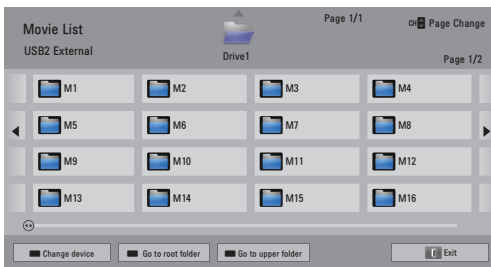 Movie List
USB2 External
Drive1
Page 1/1
CH Page Change
Page 1/2
M1 M2 M3 M4
M5 M6 M7 M8
M9 M10 M11 M12
M13 M14 M15 M16
Change device Go to root folder Go to upper folder Exit